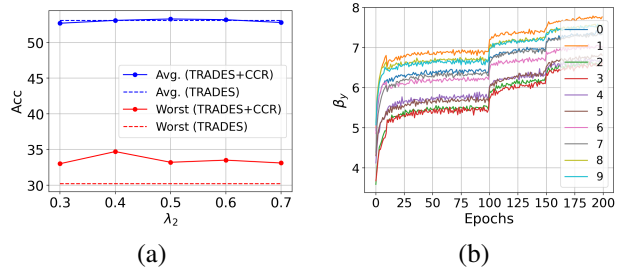 Acc
50
45
40
35
30
Avg. (TRADES+CCR)
Avg. (TRADES)
Worst (TRADES+CCR)
Worst (TRADES)
0.3 0.4 0.5 0.6 0.7
λ₂
(a)
β_y
8
7
6
5
4
0
1
2
3
4
5
6
7
8
9
0 25 50 75 100 125 150 175 200
Epochs
(b)